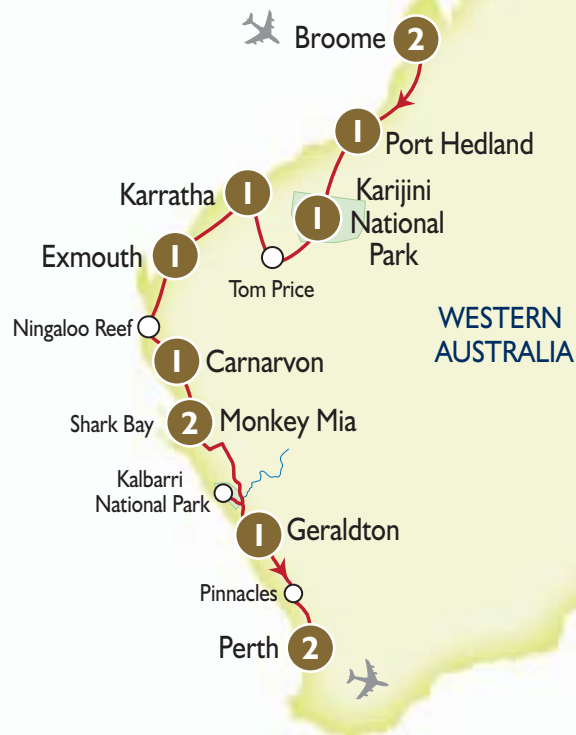 Broome
2
1
Port Hedland
Karratha
1
Karijini
National
Park
1
Exmouth
1
Tom Price
Ningaloo Reef
WESTERN
AUSTRALIA
1
Carnarvon
Shark Bay
2
Monkey Mia
Kalbarri
National Park
1
Geraldton
Pinnacles
Perth
2